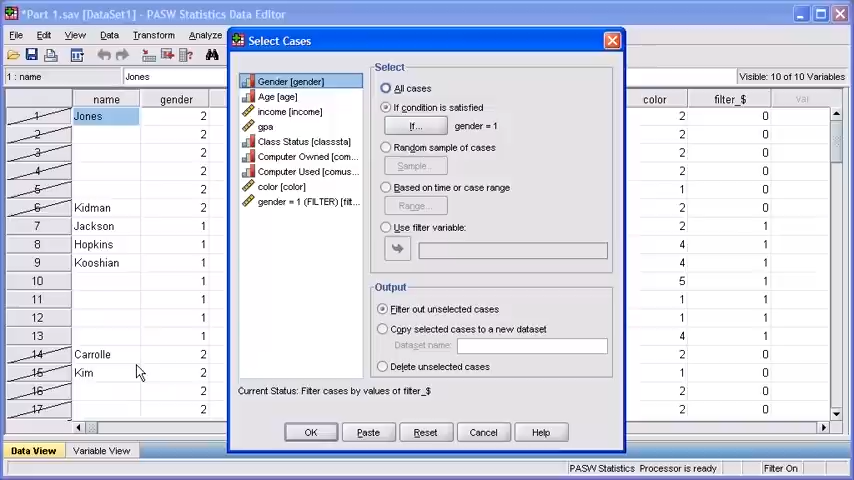 *Part 1.sav [DataSet1] - PASW Statistics Data Editor
File Edit View Data Transform Analyze
1 : name Jones Visible: 10 of 10 Variables
name gender color filter_$ var
1 Jones 2 2 0
2 2 2 0
3 2 2 0
4 2 2 0
5 2 1 0
6 Kidman 2 2 0
7 Jackson 1 2 1
8 Hopkins 1 4 1
9 Kooshian 1 4 1
10 1 5 1
11 1 1 1
12 1 1 1
13 1 4 1
14 Carrolle 2 2 0
15 Kim 2 1 0
16 2 2 0
17 2 2 0
Data View Variable View
PASW Statistics Processor is ready Filter On
Select Cases
Gender [gender]
Age [age]
income [income]
gpa
Class Status [classsta]
Computer Owned [com...
Computer Used [comus...
color [color]
gender = 1 (FILTER) [filt...
Select
All cases
If condition is satisfied
If... gender = 1
Random sample of cases
Sample...
Based on time or case range
Range...
Use filter variable:
Output
Filter out unselected cases
Copy selected cases to a new dataset
Dataset name:
Delete unselected cases
Current Status: Filter cases by values of filter_$
OK Paste Reset Cancel Help